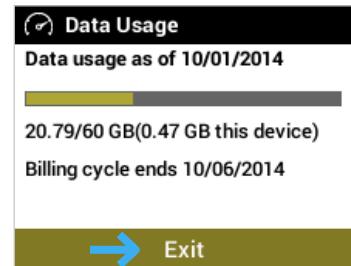 Data Usage
Data usage as of 10/01/2014
20.79/60 GB(0.47 GB this device)
Billing cycle ends 10/06/2014
Exit